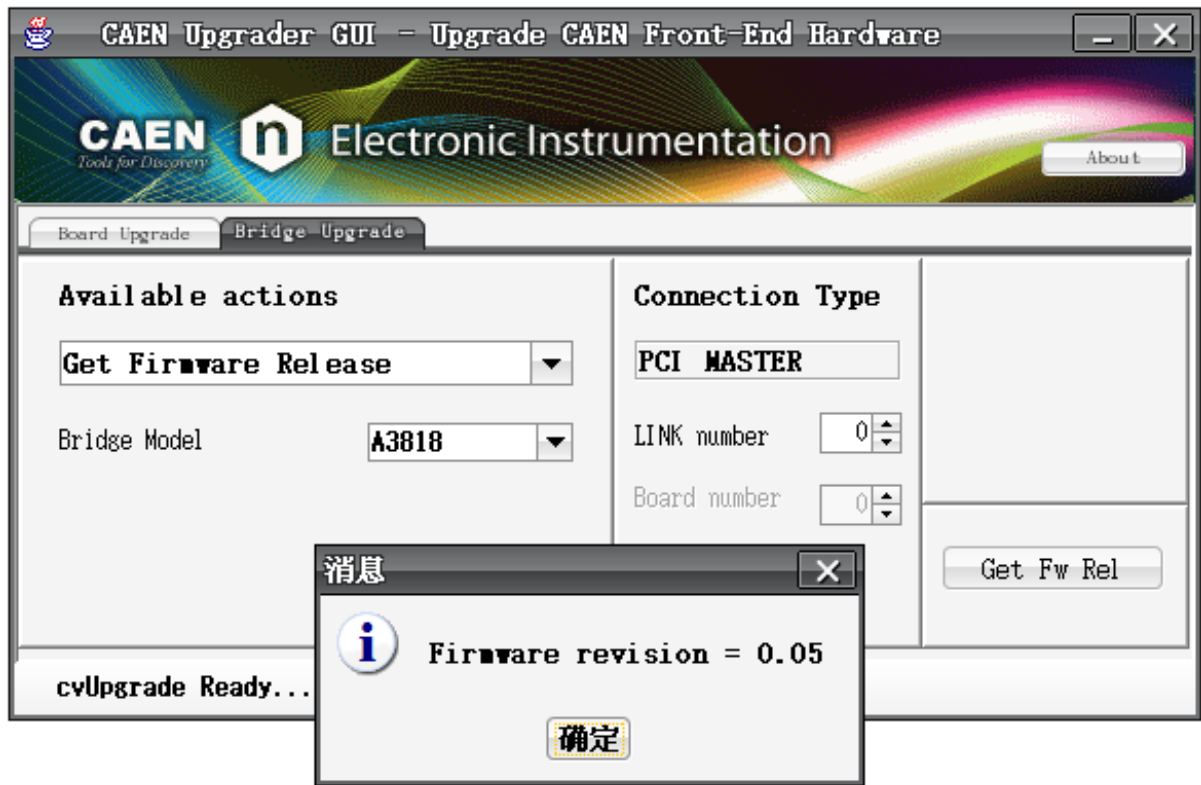 CAEN Upgrader GUI - Upgrade CAEN Front-End Hardware
CAEN n Electronic Instrumentation
Tools for Discovery
About
Board Upgrade Bridge Upgrade
Available actions
Get Firmware Release
Bridge Model A3818
Connection Type
PCI MASTER
LINK number 0
Board number 0
Get Fw Rel
消息
Firmware revision = 0.05
确定
cvUpgrade Ready...